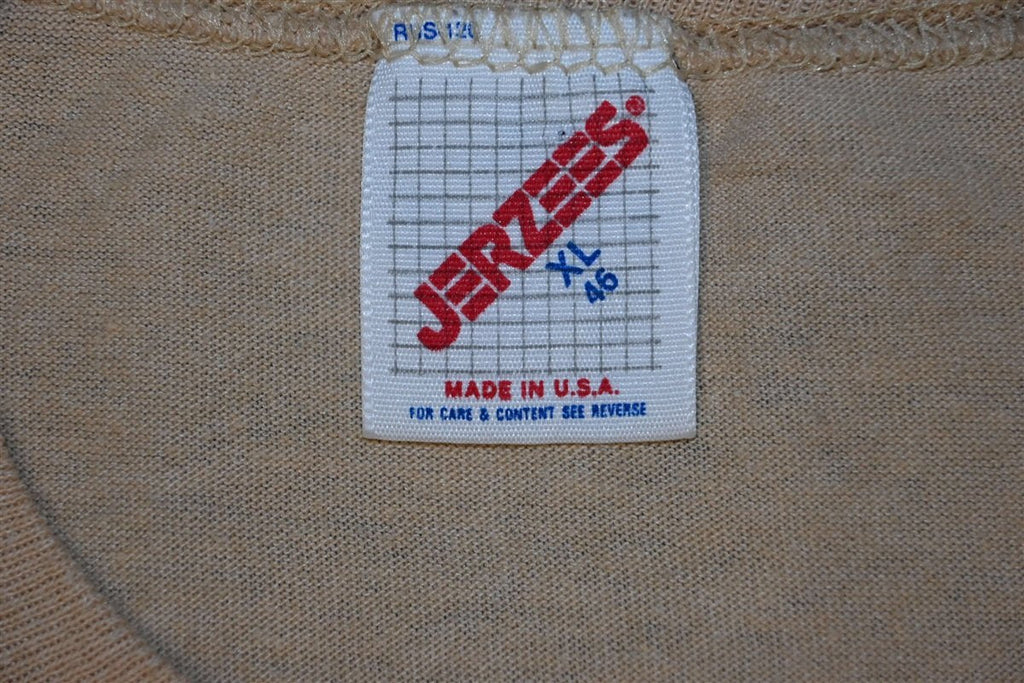 JERZEES®
XL
46
MADE IN U.S.A.
FOR CARE & CONTENT SEE REVERSE